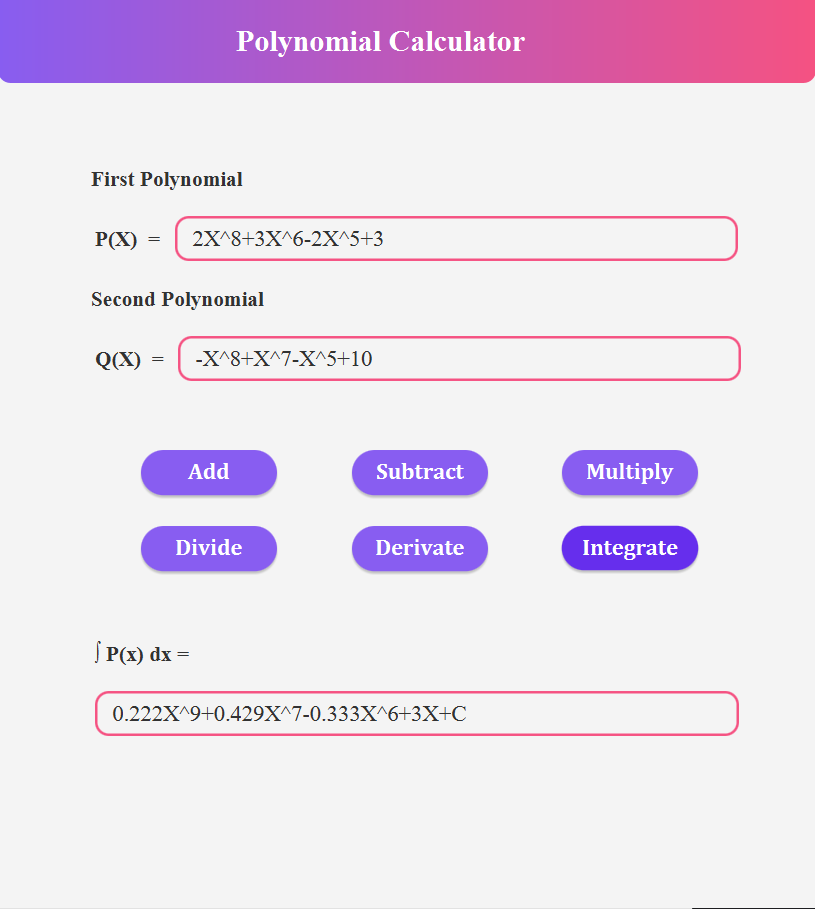 Polynomial Calculator
First Polynomial
P(X) = 2X^8+3X^6-2X^5+3
Second Polynomial
Q(X) = -X^8+X^7-X^5+10
Add Subtract Multiply
Divide Derivate Integrate
∫ P(x) dx =
0.222X^9+0.429X^7-0.333X^6+3X+C